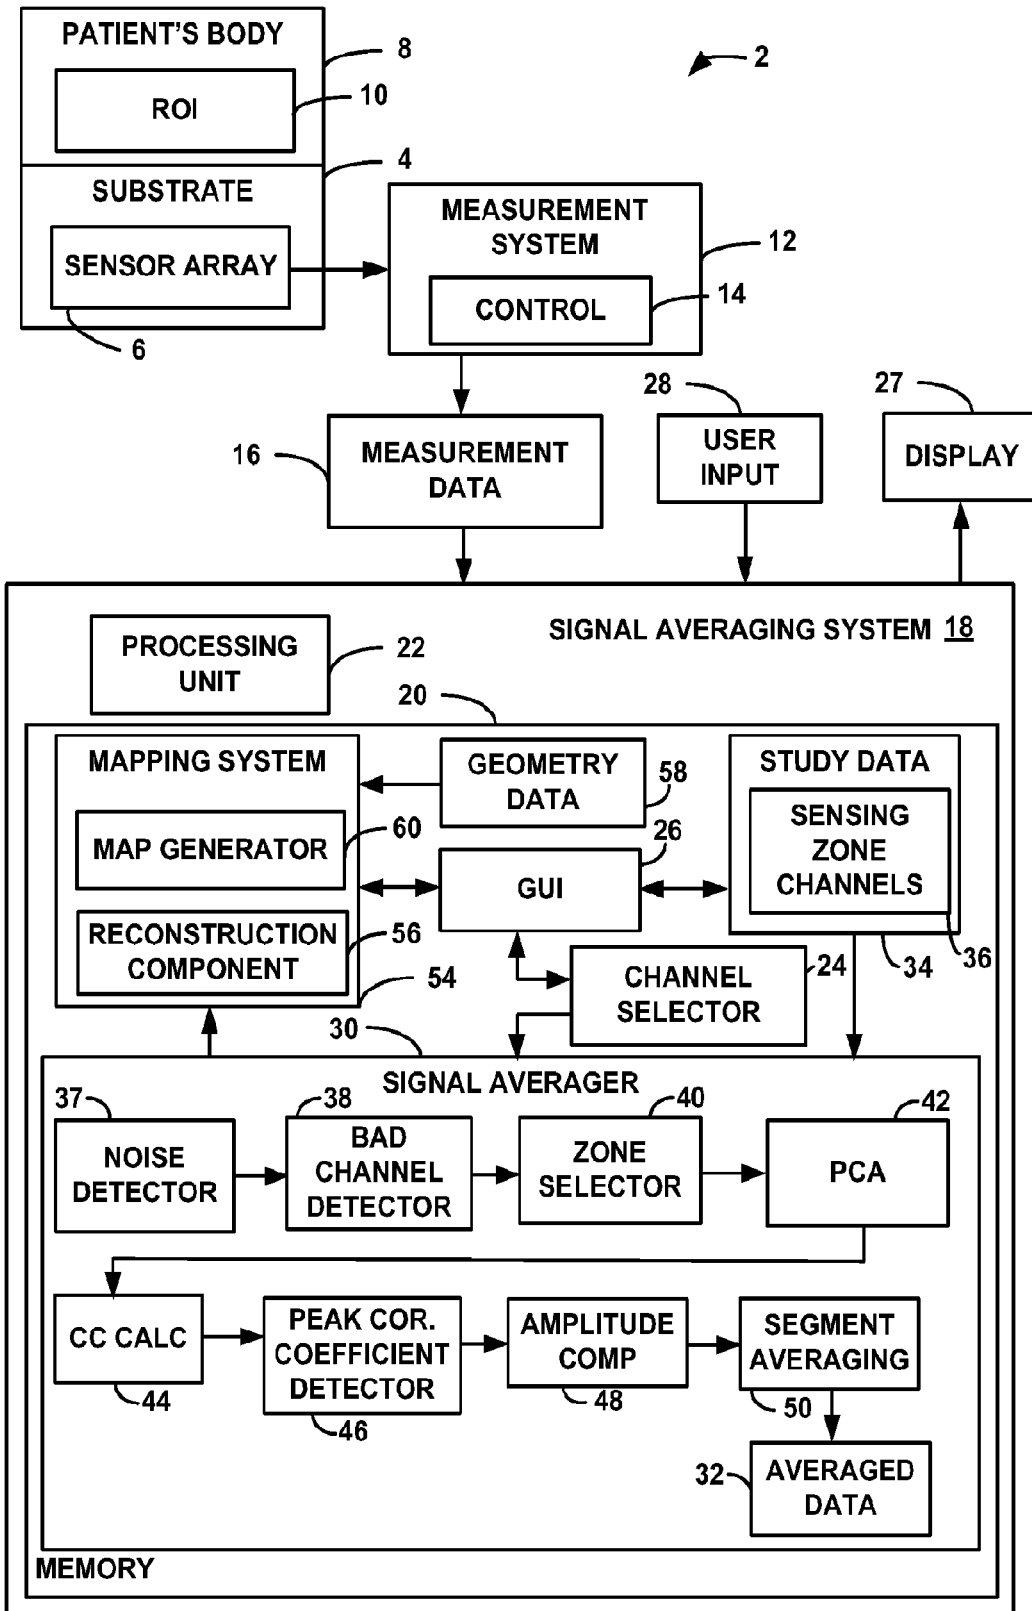 PATIENT'S BODY
8
2
ROI
10
4
SUBSTRATE
SENSOR ARRAY
6
MEASUREMENT
SYSTEM
12
CONTROL
14
28
27
16
MEASUREMENT
DATA
USER
INPUT
DISPLAY
SIGNAL AVERAGING SYSTEM 18
PROCESSING
UNIT
22
20
MAPPING SYSTEM
GEOMETRY
DATA
58
STUDY DATA
SENSING
ZONE
CHANNELS
MAP GENERATOR
60
26
GUI
RECONSTRUCTION
COMPONENT
56
54
CHANNEL
SELECTOR
24
34
36
30
SIGNAL AVERAGER
37
NOISE
DETECTOR
38
BAD
CHANNEL
DETECTOR
40
ZONE
SELECTOR
42
PCA
CC CALC
44
PEAK COR.
COEFFICIENT
DETECTOR
46
AMPLITUDE
COMP
48
SEGMENT
AVERAGING
50
32
AVERAGED
DATA
MEMORY